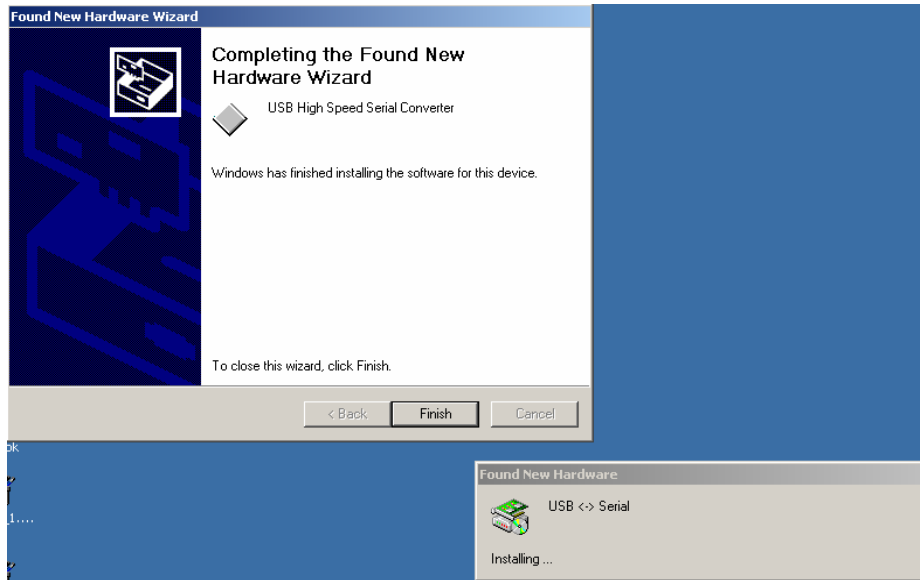 Found New Hardware Wizard
Completing the Found New
Hardware Wizard
USB High Speed Serial Converter
Windows has finished installing the software for this device.
To close this wizard, click Finish.
< Back
Finish
Cancel
ok
_1....
Found New Hardware
USB <-> Serial
Installing ...